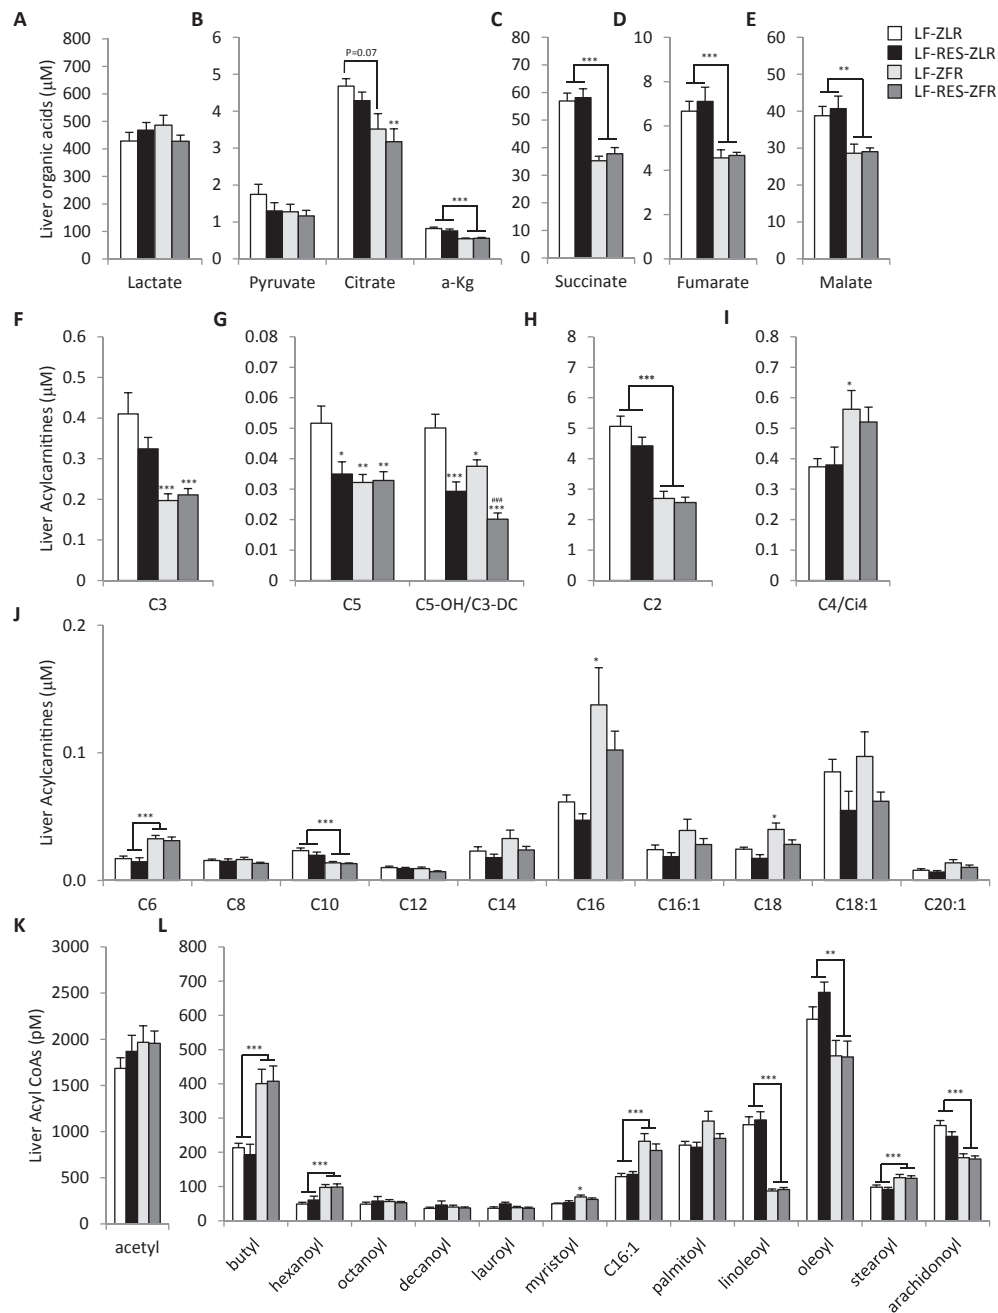 A
B
C
D
E
LF-ZLR
LF-RES-ZLR
LF-ZFR
LF-RES-ZFR
Liver organic acids (µM)
800
700
600
500
400
300
200
100
0
Lactate
6
5
4
3
2
1
0
P=0.07
**
***
Pyruvate
Citrate
a-Kg
80
70
60
50
40
30
20
10
0
***
Succinate
10
8
6
4
2
0
***
Fumarate
60
50
40
30
20
10
0
**
Malate
F
G
H
I
Liver Acylcarnitines (µM)
0.6
0.5
0.4
0.3
0.2
0.1
0
*** ***
C3
0.08
0.07
0.06
0.05
0.04
0.03
0.02
0.01
0
* ** **
*** * ###
***
C5
C5-OH/C3-DC
8
7
6
5
4
3
2
1
0
***
C2
0.8
0.7
0.6
0.5
0.4
0.3
0.2
0.1
0
*
C4/Ci4
J
Liver Acylcarnitines (µM)
0.2
0.1
0.0
***
***
*
*
C6
C8
C10
C12
C14
C16
C16:1
C18
C18:1
C20:1
K
L
Liver Acyl CoAs (pM)
3000
2500
2000
1500
1000
500
0
acetyl
800
700
600
500
400
300
200
100
0
***
***
*
***
***
**
***
***
butyl
hexanoyl
octanoyl
decanoyl
lauroyl
myristoyl
C16:1
palmitoyl
linoleoyl
oleoyl
stearoyl
arachidonoyl